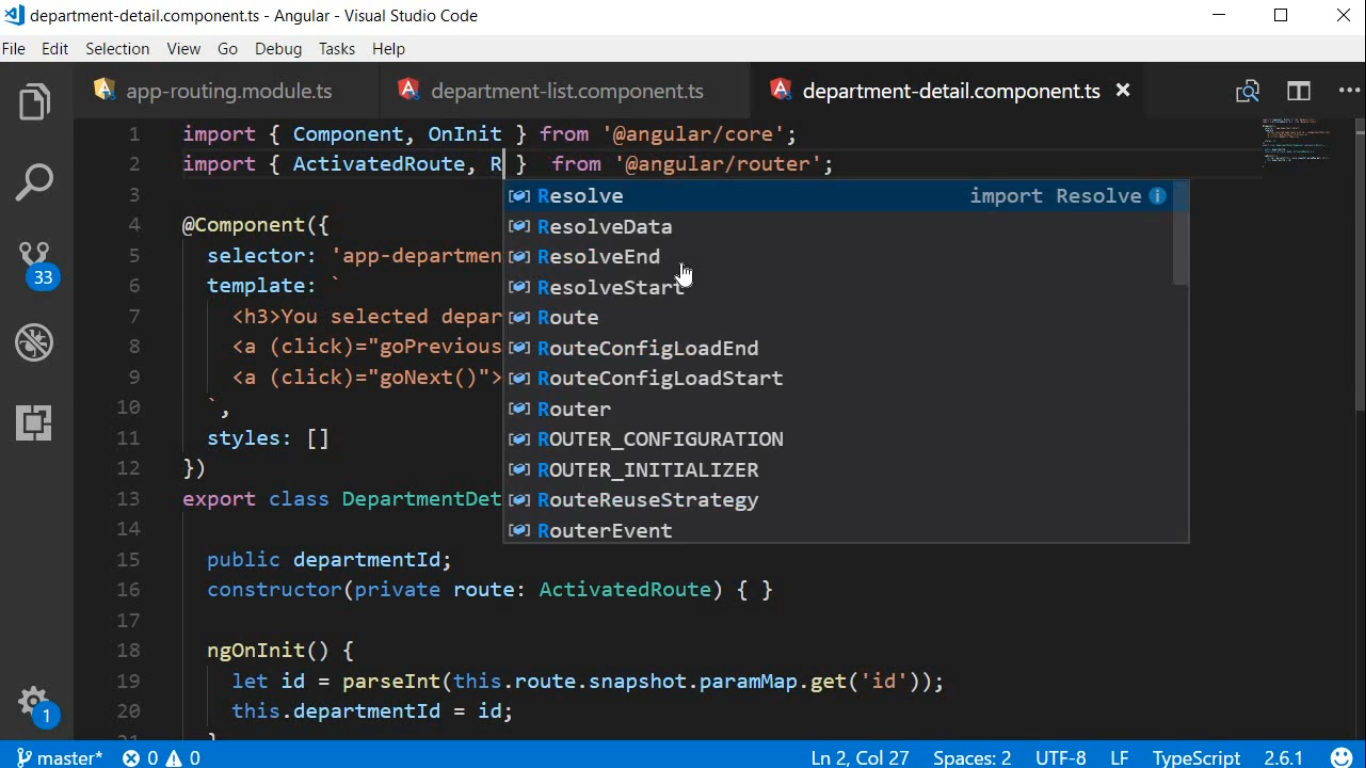 department-detail.component.ts - Angular - Visual Studio Code
File Edit Selection View Go Debug Tasks Help
app-routing.module.ts department-list.component.ts department-detail.component.ts
1 import { Component, OnInit } from '@angular/core';
2 import { ActivatedRoute, R } from '@angular/router';
Resolve import Resolve
ResolveData
ResolveEnd
ResolveStart
Route
RouteConfigLoadEnd
RouteConfigLoadStart
Router
ROUTER_CONFIGURATION
ROUTER_INITIALIZER
RouteReuseStrategy
RouterEvent
3
4 @Component({
5 selector: 'app-departmen
6 template: `
7 <h3>You selected depar
8 <a (click)="goPrevious
9 <a (click)="goNext()">
10 `,
11 styles: []
12 })
13 export class DepartmentDet
14
15 public departmentId;
16 constructor(private route: ActivatedRoute) { }
17
18 ngOnInit() {
19 let id = parseInt(this.route.snapshot.paramMap.get('id'));
20 this.departmentId = id;
21 }
33
1
master* 0 0 Ln 2, Col 27 Spaces: 2 UTF-8 LF TypeScript 2.6.1